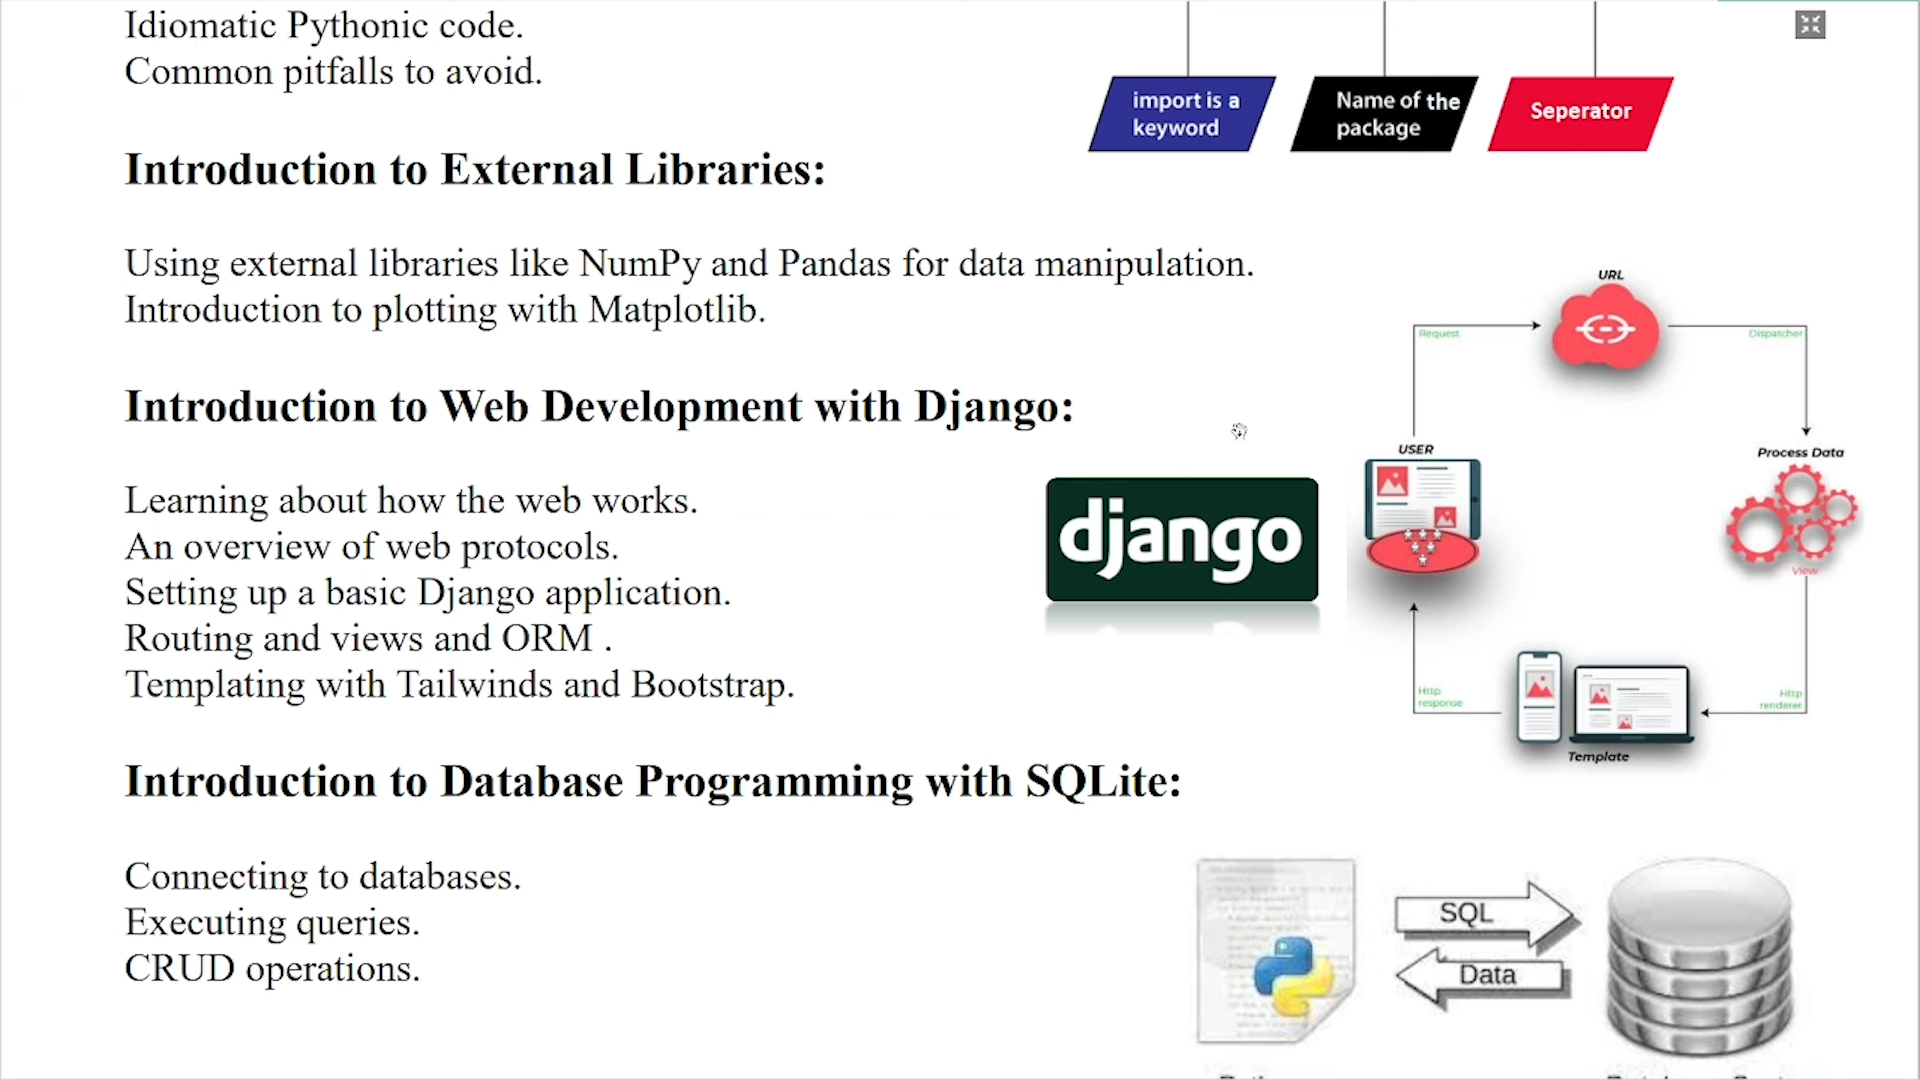 Idiomatic Pythonic code.
Common pitfalls to avoid.
import is a
keyword
Name of the
package
Seperator
Introduction to External Libraries:
Using external libraries like NumPy and Pandas for data manipulation.
Introduction to plotting with Matplotlib.
Introduction to Web Development with Django:
Learning about how the web works.
An overview of web protocols.
Setting up a basic Django application.
Routing and views and ORM .
Templating with Tailwinds and Bootstrap.
django
URL
Request
Dispatcher
USER
Process Data
View
Http
response
Http
renderer
Template
Introduction to Database Programming with SQLite:
Connecting to databases.
Executing queries.
CRUD operations.
SQL
Data